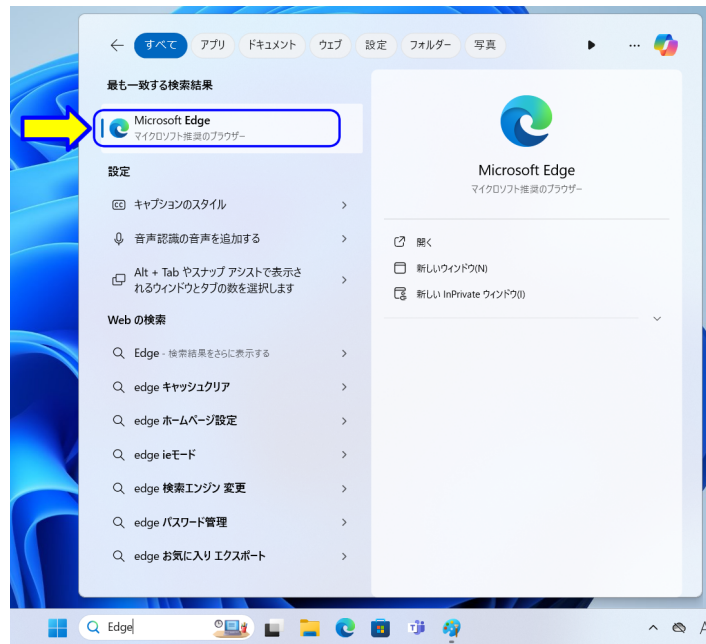 すべて アプリ ドキュメント ウェブ 設定 フォルダー 写真 ...
最も一致する検索結果
Microsoft Edge
マイクロソフト推奨のブラウザー
設定
キャプションのスタイル
音声認識の音声を追加する
Alt + Tab やスナップ アシストで表示さ
れるウィンドウとタブの数を選択します
Web の検索
Edge - 検索結果をさらに表示する
edge キャッシュクリア
edge ホームページ設定
edge ieモード
edge 検索エンジン 変更
edge パスワード管理
edge お気に入り エクスポート
Microsoft Edge
マイクロソフト推奨のブラウザー
開く
新しいウィンドウ(N)
新しい InPrivate ウィンドウ(I)
Edge